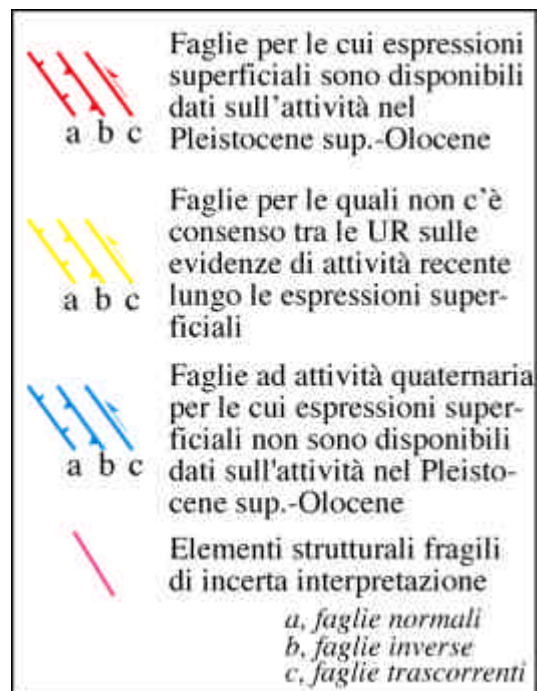 Faglie per le cui espressioni
superficiali sono disponibili
dati sull'attività nel
Pleistocene sup.-Olocene
a b c
Faglie per le quali non c'è
consenso tra le UR sulle
evidenze di attività recente
lungo le espressioni super-
ficiali
a b c
Faglie ad attività quaternaria
per le cui espressioni super-
ficiali non sono disponibili
dati sull'attività nel Pleisto-
cene sup.-Olocene
a b c
Elementi strutturali fragili
di incerta interpretazione
a, faglie normali
b, faglie inverse
c, faglie trascorrenti